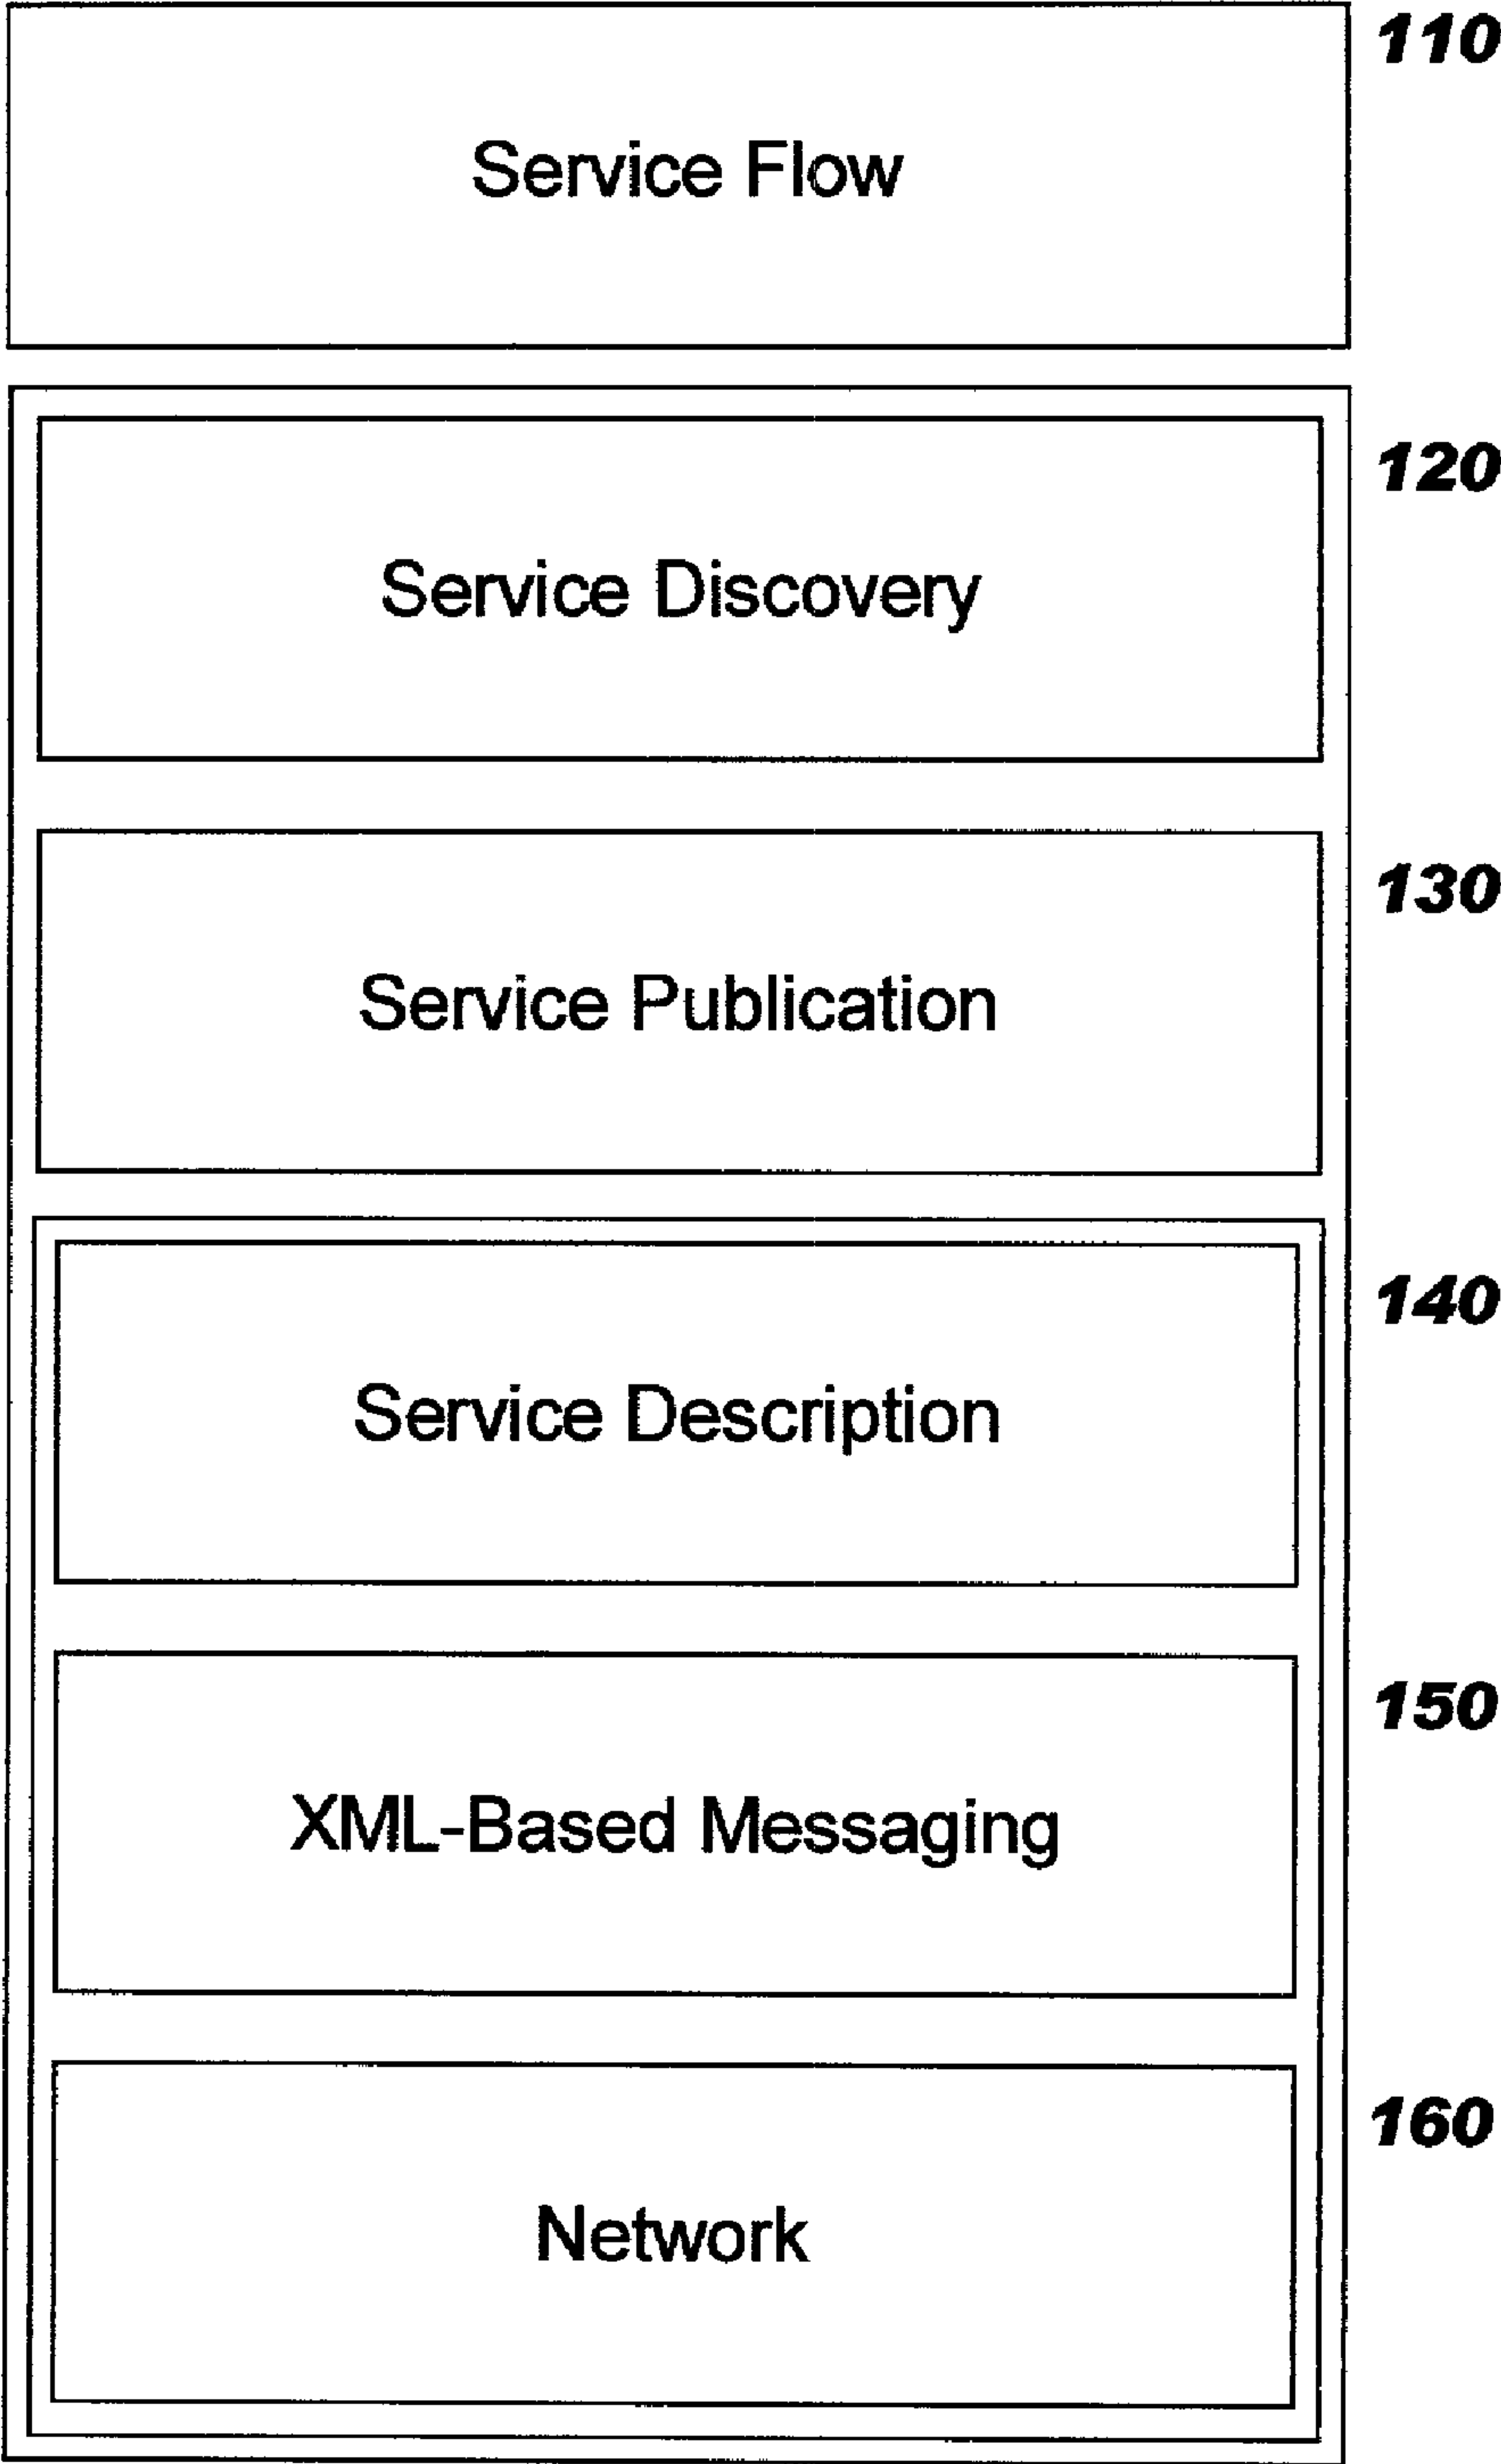 110
Service Flow
120
Service Discovery
130
Service Publication
140
Service Description
150
XML-Based Messaging
160
Network